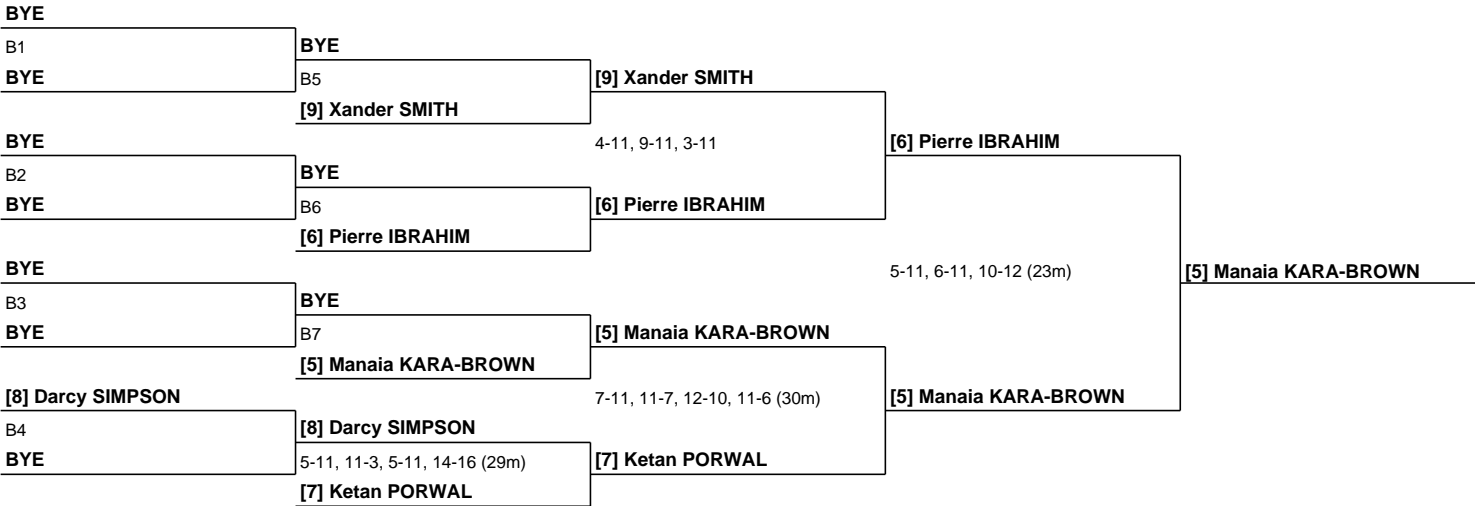 BYE
B1
BYE
BYE
B5
[9] Xander SMITH
[9] Xander SMITH
BYE
B2
BYE
BYE
B6
[6] Pierre IBRAHIM
4-11, 9-11, 3-11
[6] Pierre IBRAHIM
[6] Pierre IBRAHIM
BYE
B3
BYE
BYE
B7
[5] Manaia KARA-BROWN
[5] Manaia KARA-BROWN
[8] Darcy SIMPSON
B4
BYE
[8] Darcy SIMPSON
5-11, 11-3, 5-11, 14-16 (29m)
[7] Ketan PORWAL
7-11, 11-7, 12-10, 11-6 (30m)
[7] Ketan PORWAL
[5] Manaia KARA-BROWN
5-11, 6-11, 10-12 (23m)
[5] Manaia KARA-BROWN